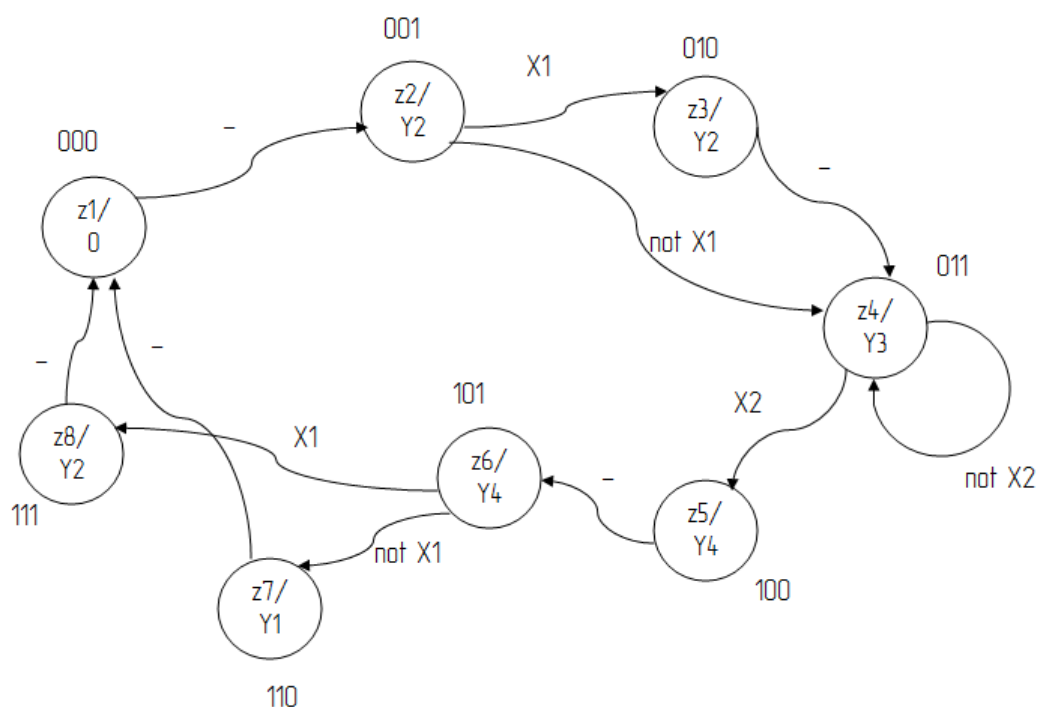 001
010
X1
z2/
Y2
z3/
Y2
–
000
–
z1/
0
not X1
011
z4/
Y3
–
–
101
X2
X1
z8/
Y2
z6/
Y4
–
not X2
111
not X1
z5/
Y4
z7/
Y1
100
110